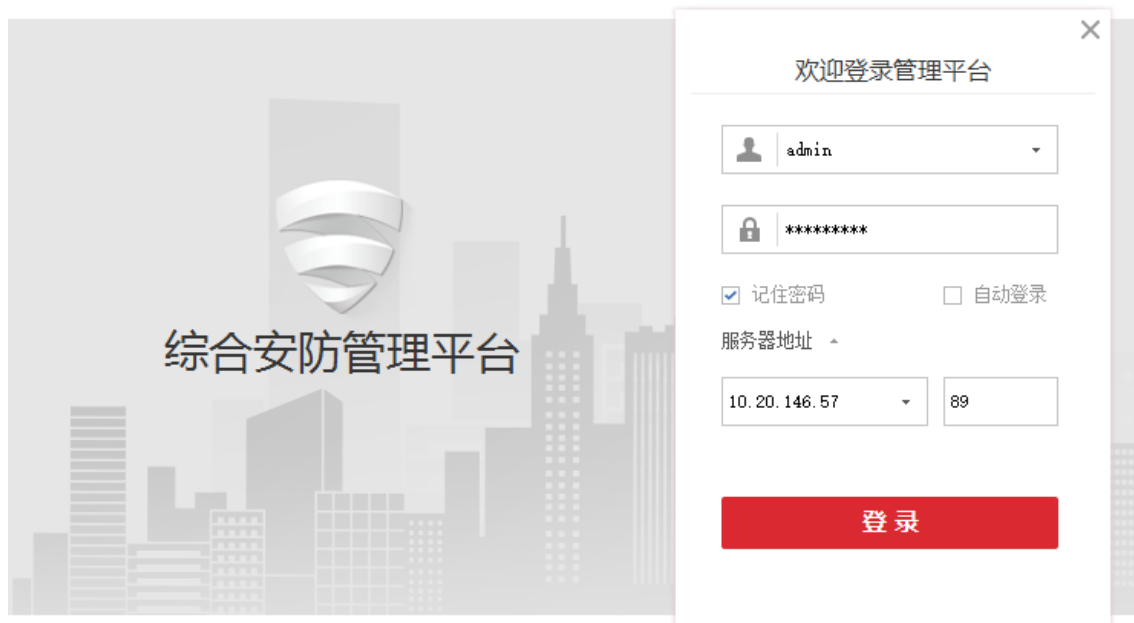 欢迎登录管理平台
admin
*********
记住密码 自动登录
服务器地址
综合安防管理平台
10.20.146.57 89
登录